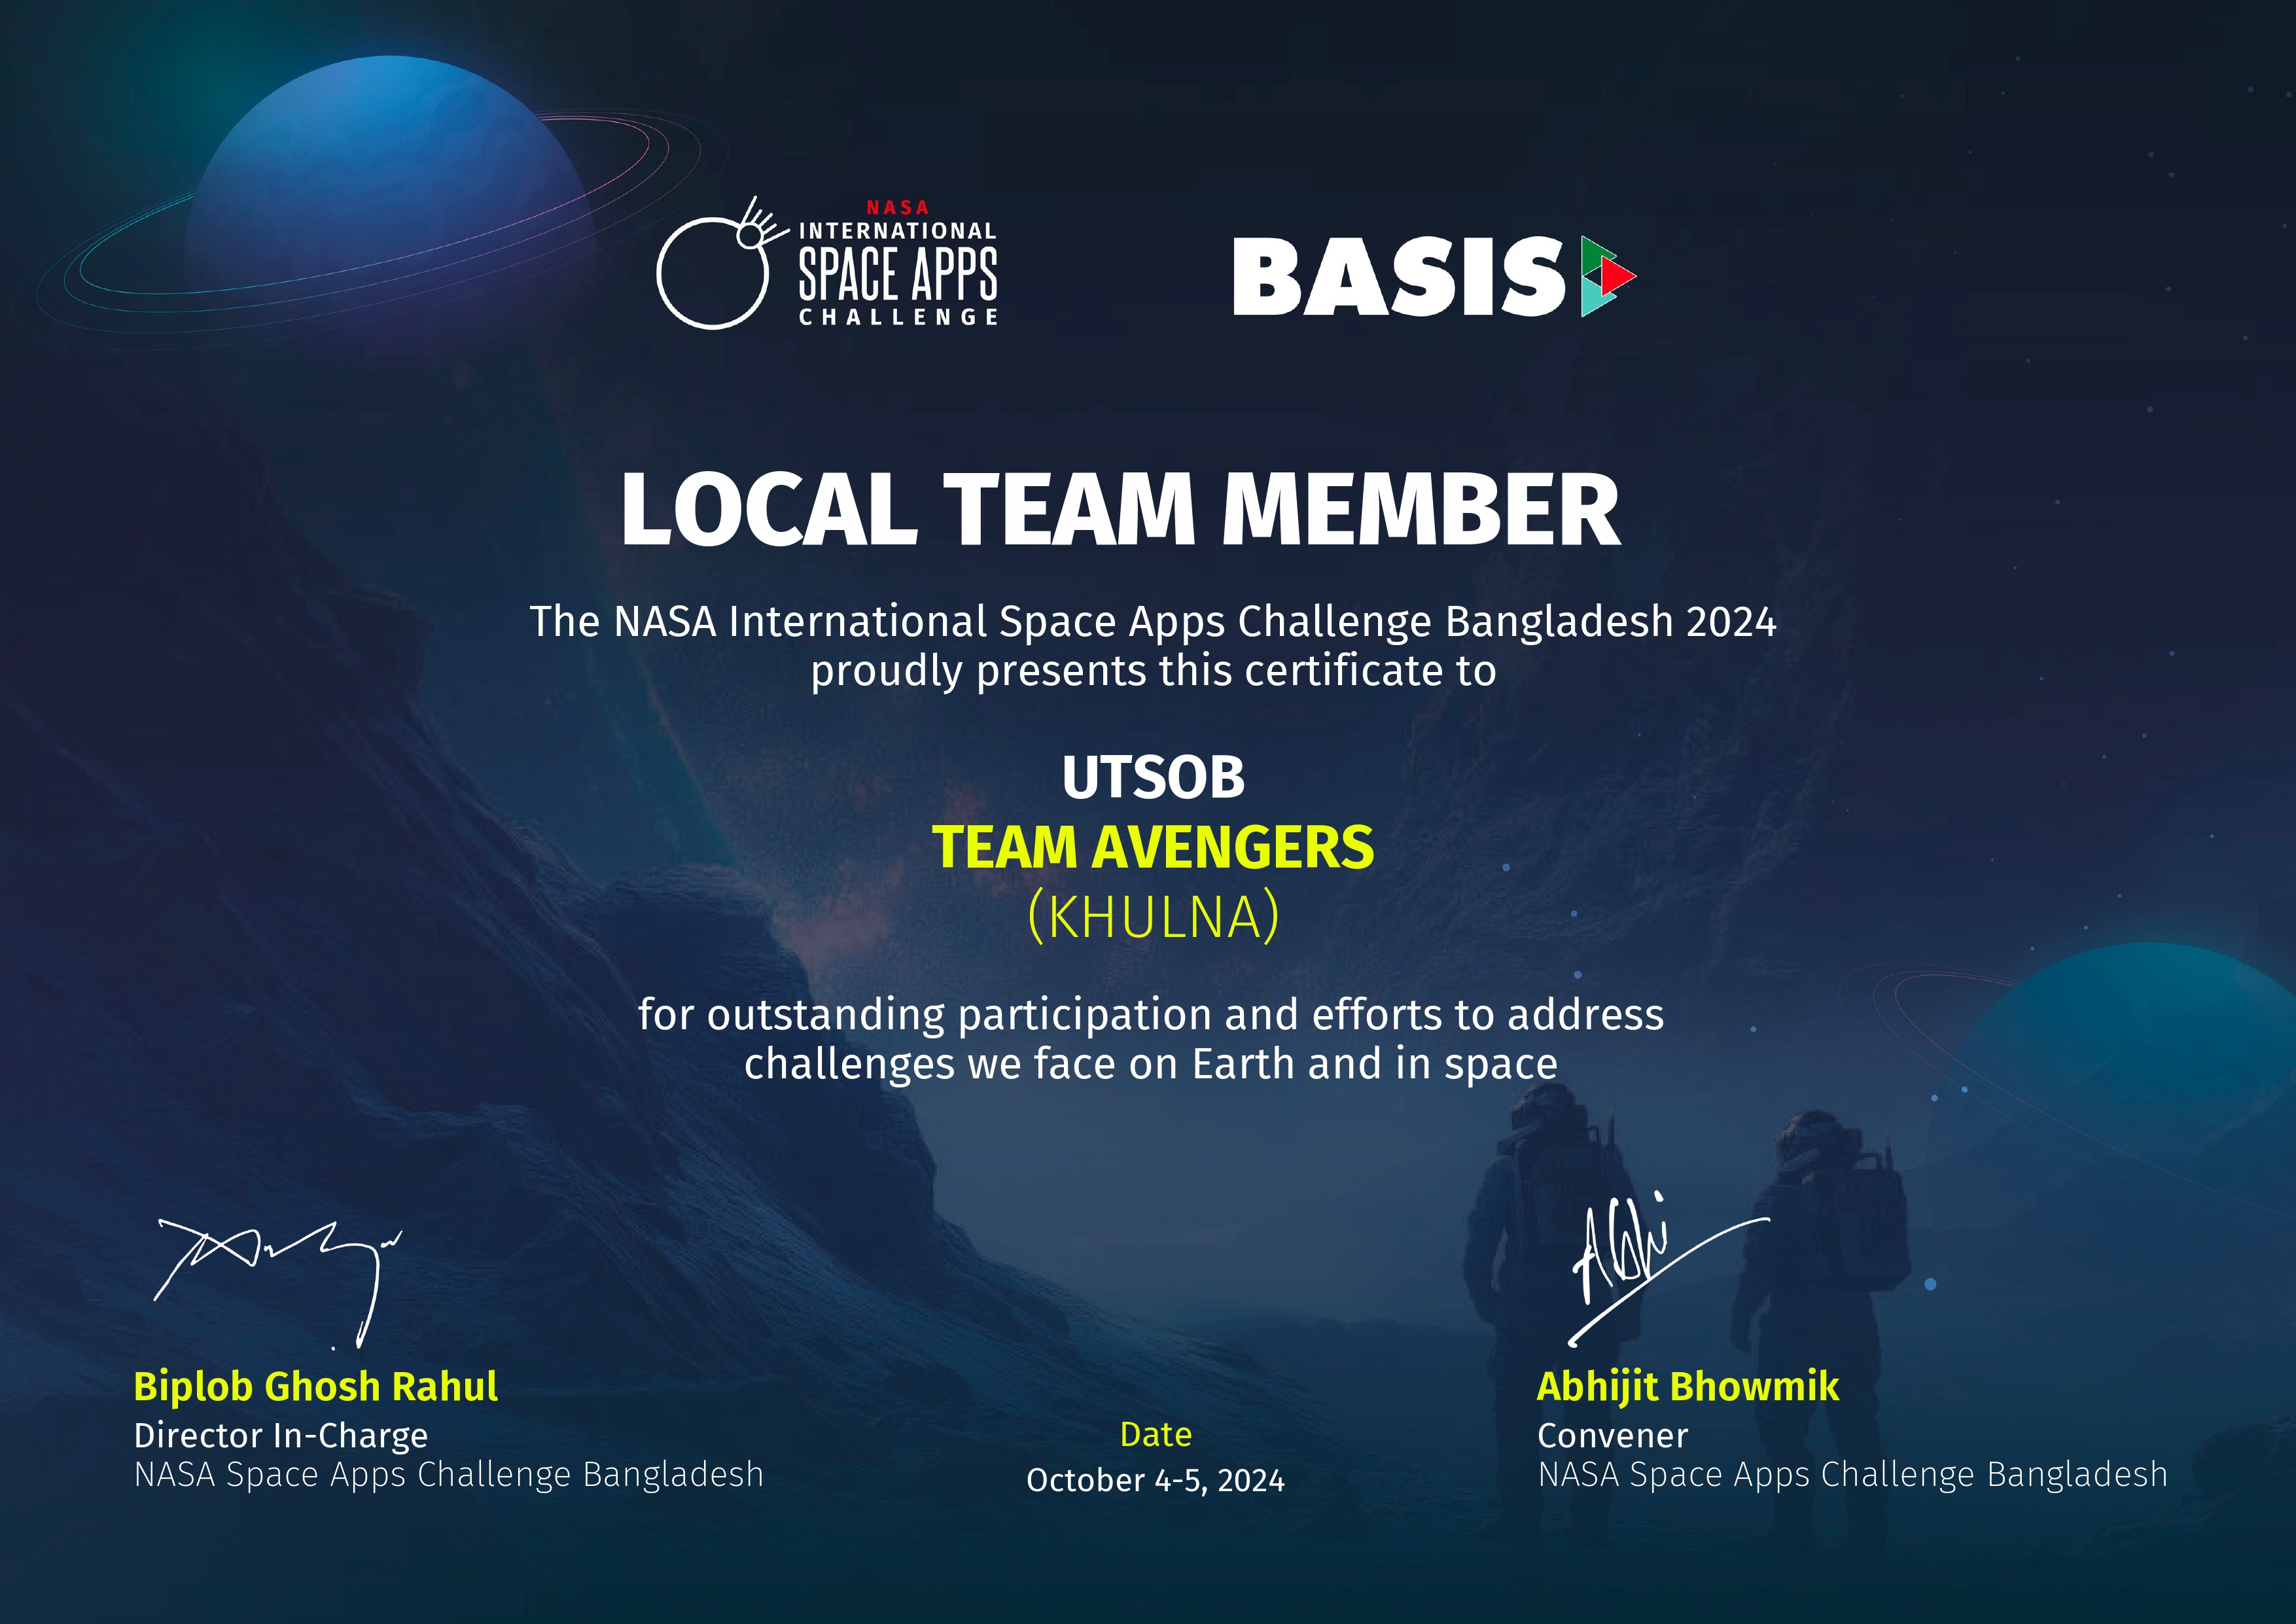 NASA
INTERNATIONAL
SPACE APPS
CHALLENGE
BASIS
LOCAL TEAM MEMBER
The NASA International Space Apps Challenge Bangladesh 2024
proudly presents this certificate to
UTSOB
TEAM AVENGERS
(KHULNA)
for outstanding participation and efforts to address
challenges we face on Earth and in space
Abhi
Biplob Ghosh Rahul
Director In-Charge
NASA Space Apps Challenge Bangladesh
Date
October 4-5, 2024
Abhijit Bhowmik
Convener
NASA Space Apps Challenge Bangladesh